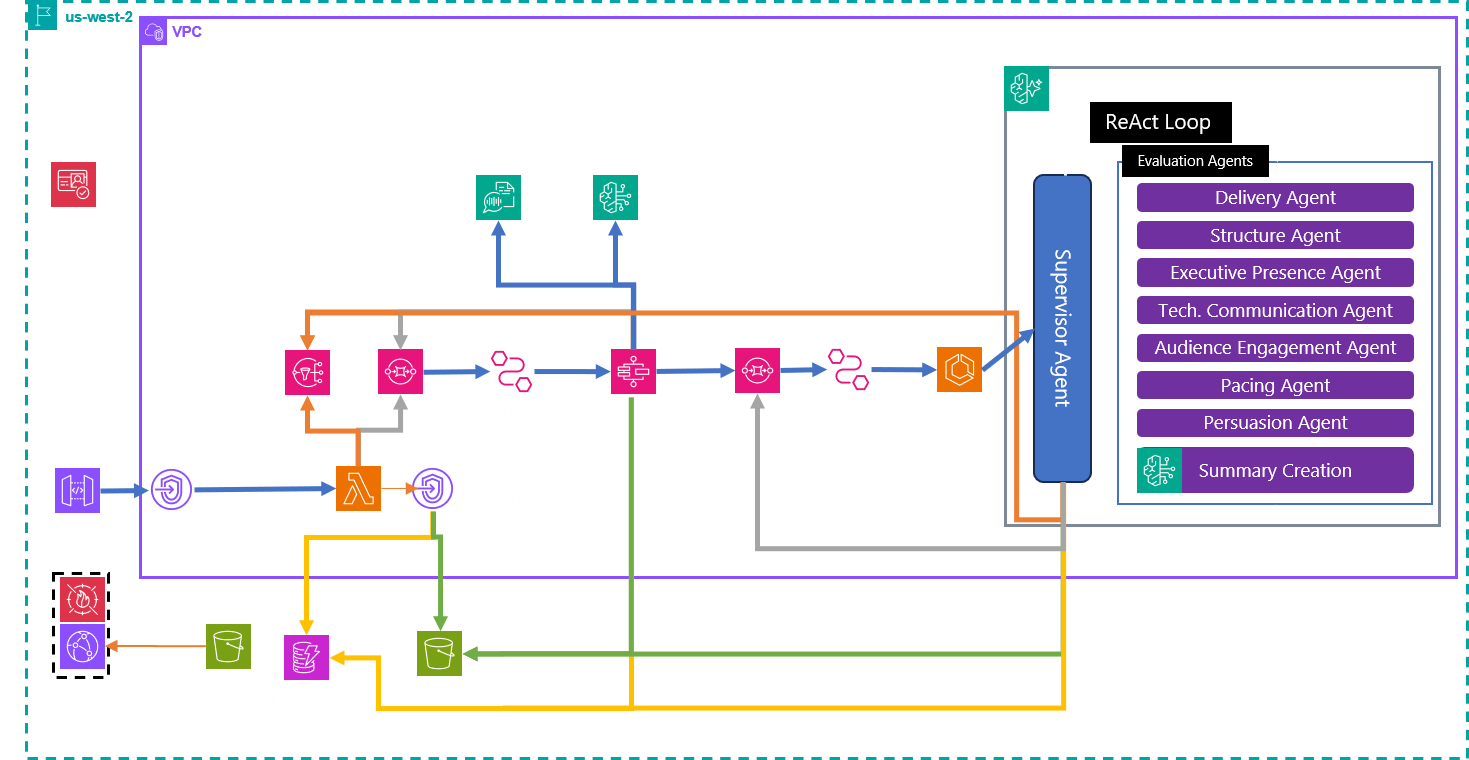 us-west-2
VPC
ReAct Loop
Evaluation Agents
Delivery Agent
Structure Agent
Executive Presence Agent
Tech. Communication Agent
Audience Engagement Agent
Pacing Agent
Persuasion Agent
Summary Creation
Supervisor Agent